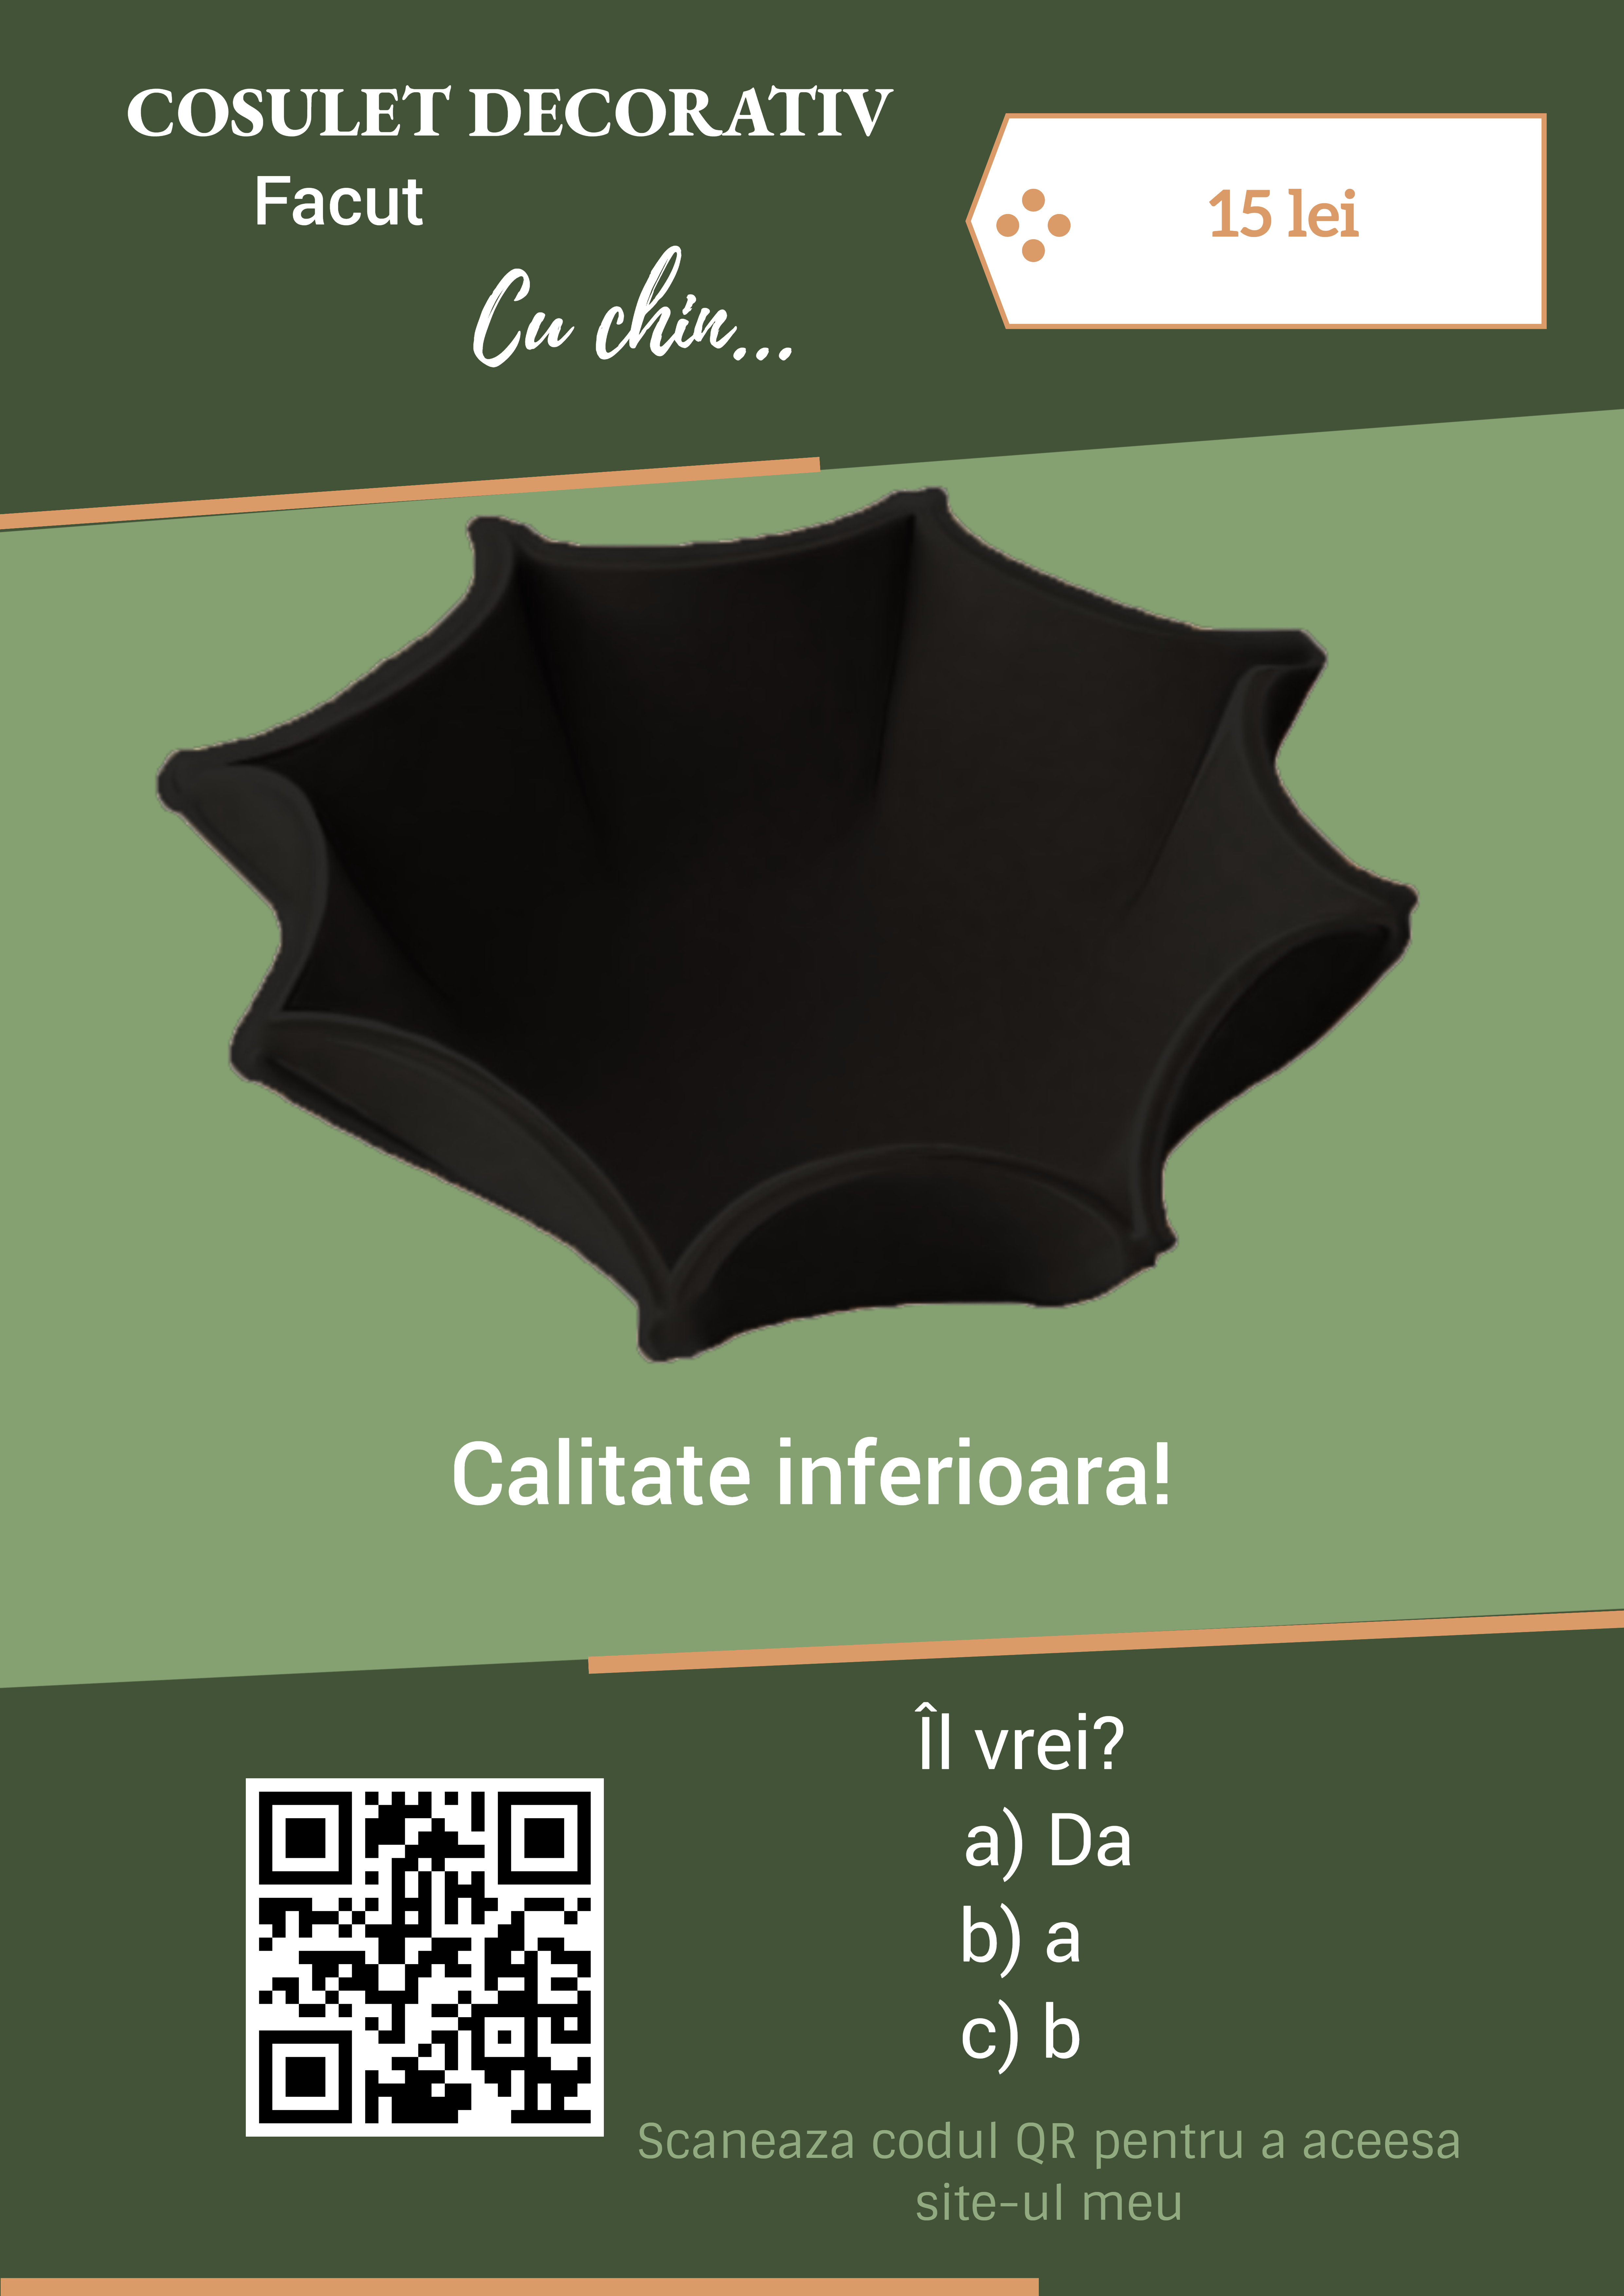 COSULET DECORATIV
Facut
Cu chin...
15 lei
Calitate inferioara!
Îl vrei?
a) Da
b) a
c) b
Scaneaza codul QR pentru a aceesa
site-ul meu